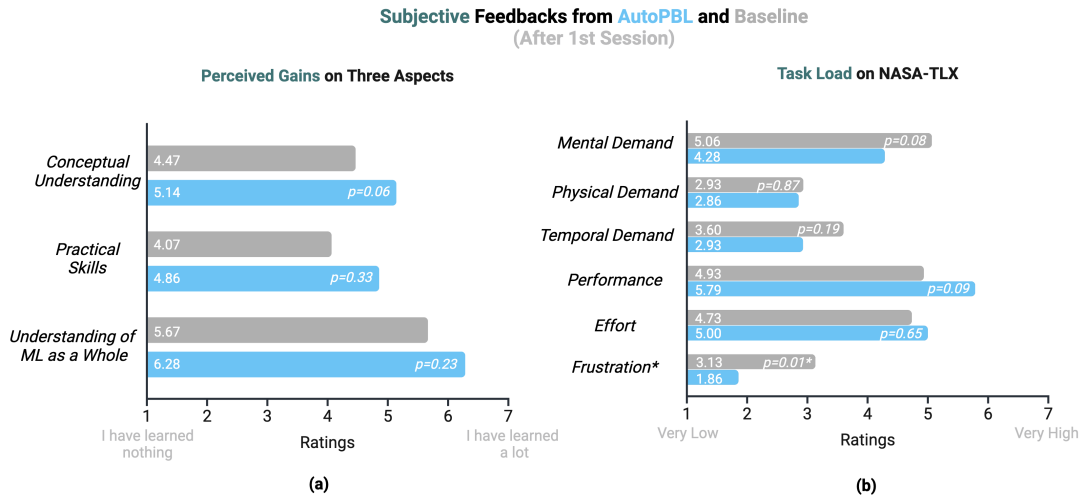 Subjective Feedbacks from AutoPBL and Baseline
(After 1st Session)
Perceived Gains on Three Aspects
Conceptual
Understanding
4.47
5.14
p=0.06
Practical
Skills
4.07
4.86
p=0.33
Understanding of
ML as a Whole
5.67
6.28
p=0.23
1 2 3 4 5 6 7
I have learned
nothing
Ratings
I have learned
a lot
(a)
Task Load on NASA-TLX
Mental Demand
5.06 p=0.08
4.28
Physical Demand
2.93 p=0.87
2.86
Temporal Demand
3.60 p=0.19
2.93
Performance
4.93
5.79 p=0.09
Effort
4.73
5.00 p=0.65
Frustration*
3.13 p=0.01*
1.86
1 2 3 4 5 6 7
Very Low
Ratings
Very High
(b)